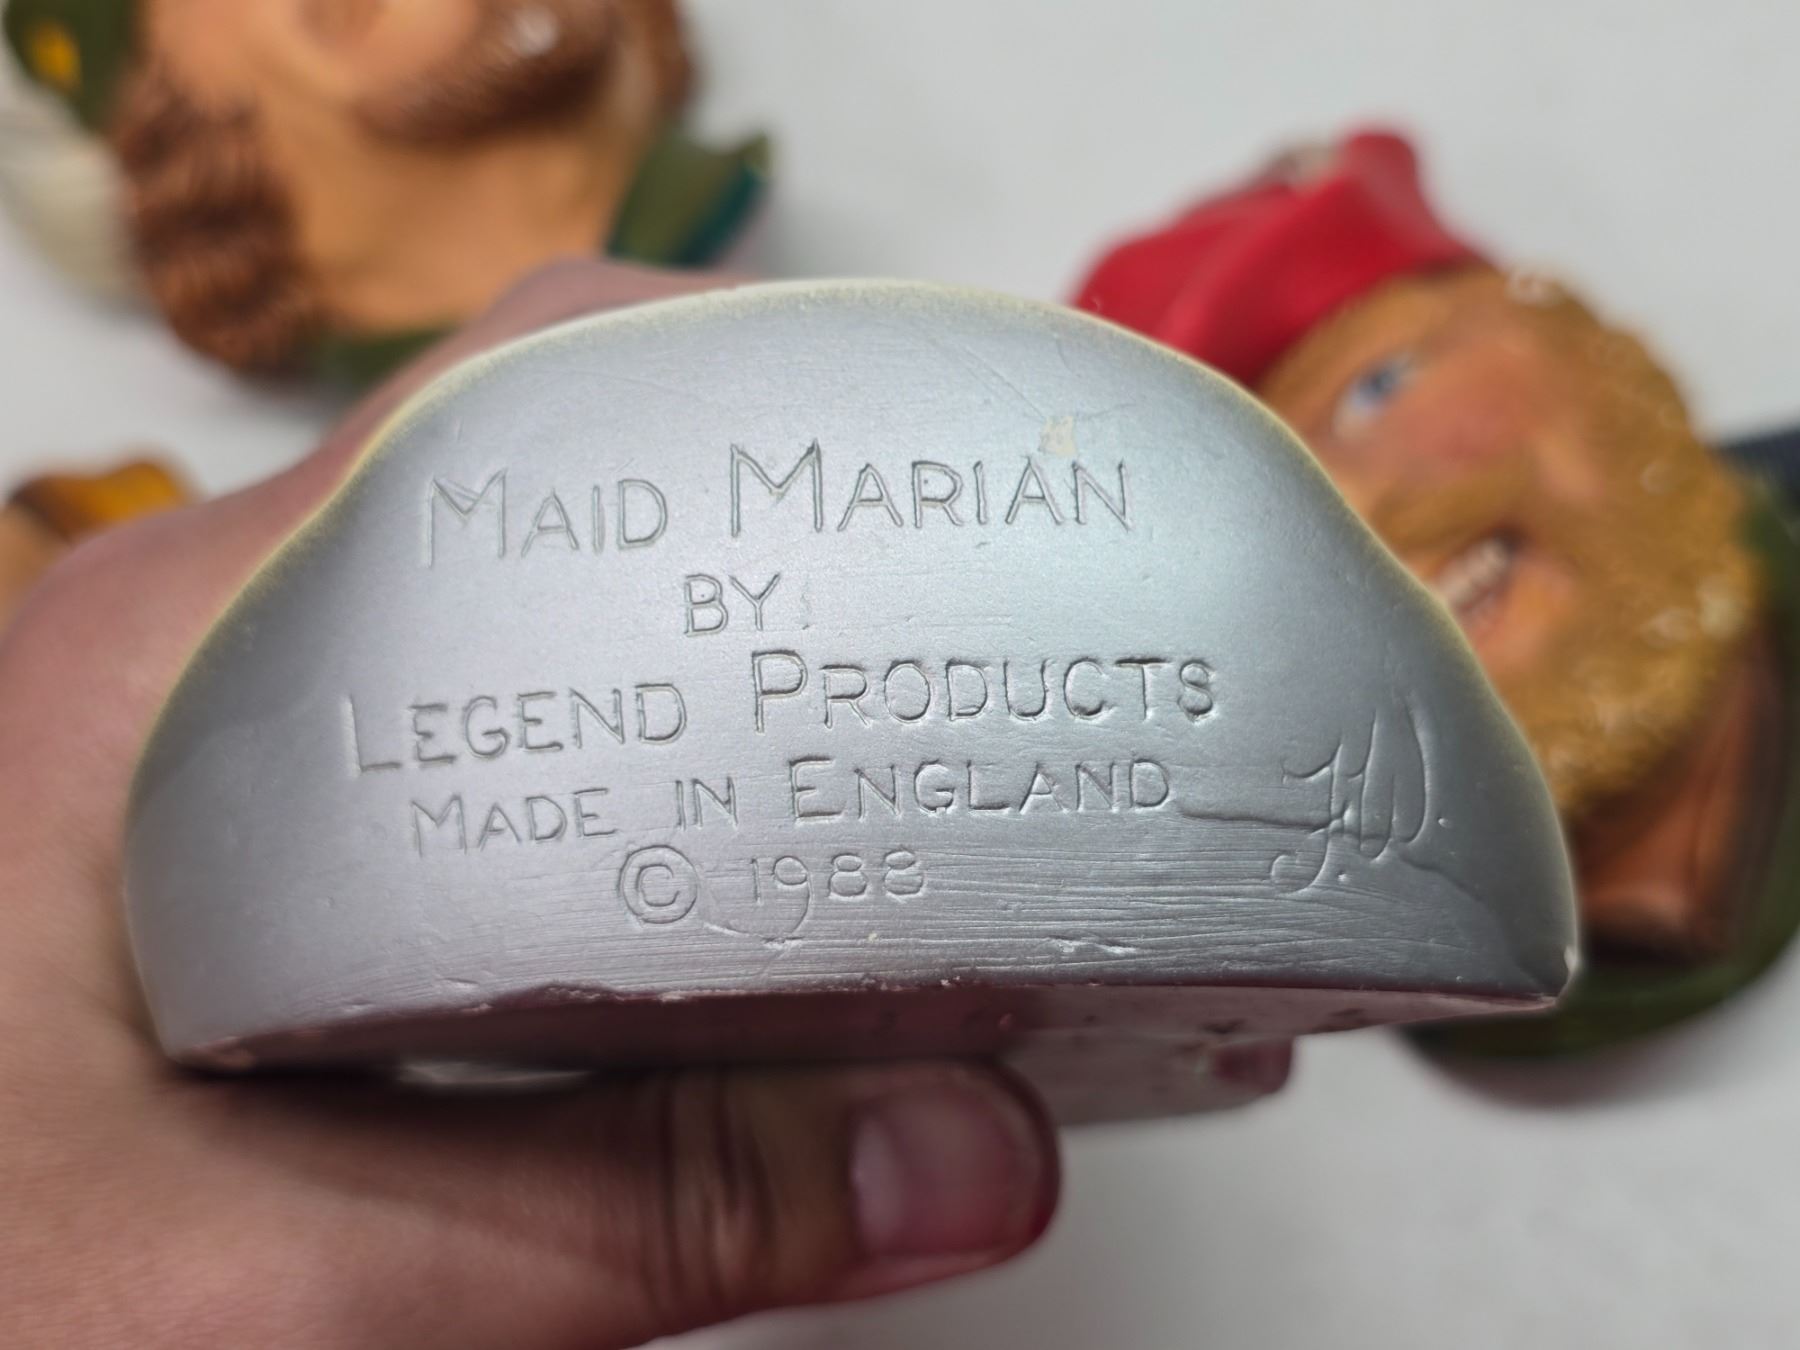 MAID MARIAN
BY
LEGEND PRODUCTS
MADE IN ENGLAND
© 1988
F.W.